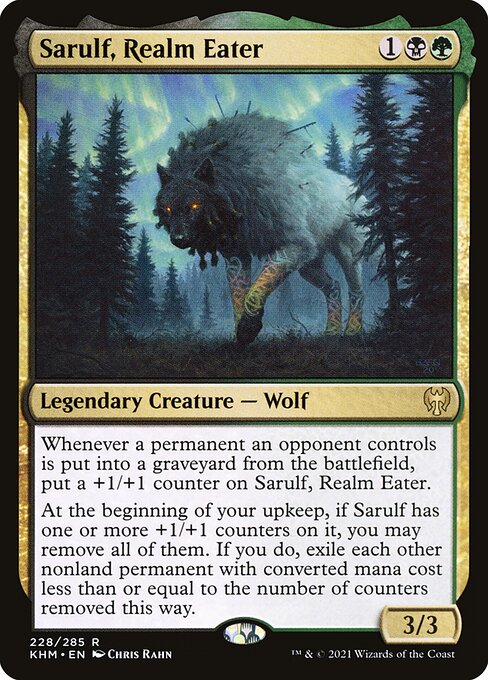 Sarulf, Realm Eater 1
Legendary Creature — Wolf
Whenever a permanent an opponent controls
is put into a graveyard from the battlefield,
put a +1/+1 counter on Sarulf, Realm Eater.
At the beginning of your upkeep, if Sarulf has
one or more +1/+1 counters on it, you may
remove all of them. If you do, exile each other
nonland permanent with converted mana cost
less than or equal to the number of counters
removed this way.
3/3
228/285 R
KHM • EN Chris Rahn
™ & © 2021 Wizards of the Coast